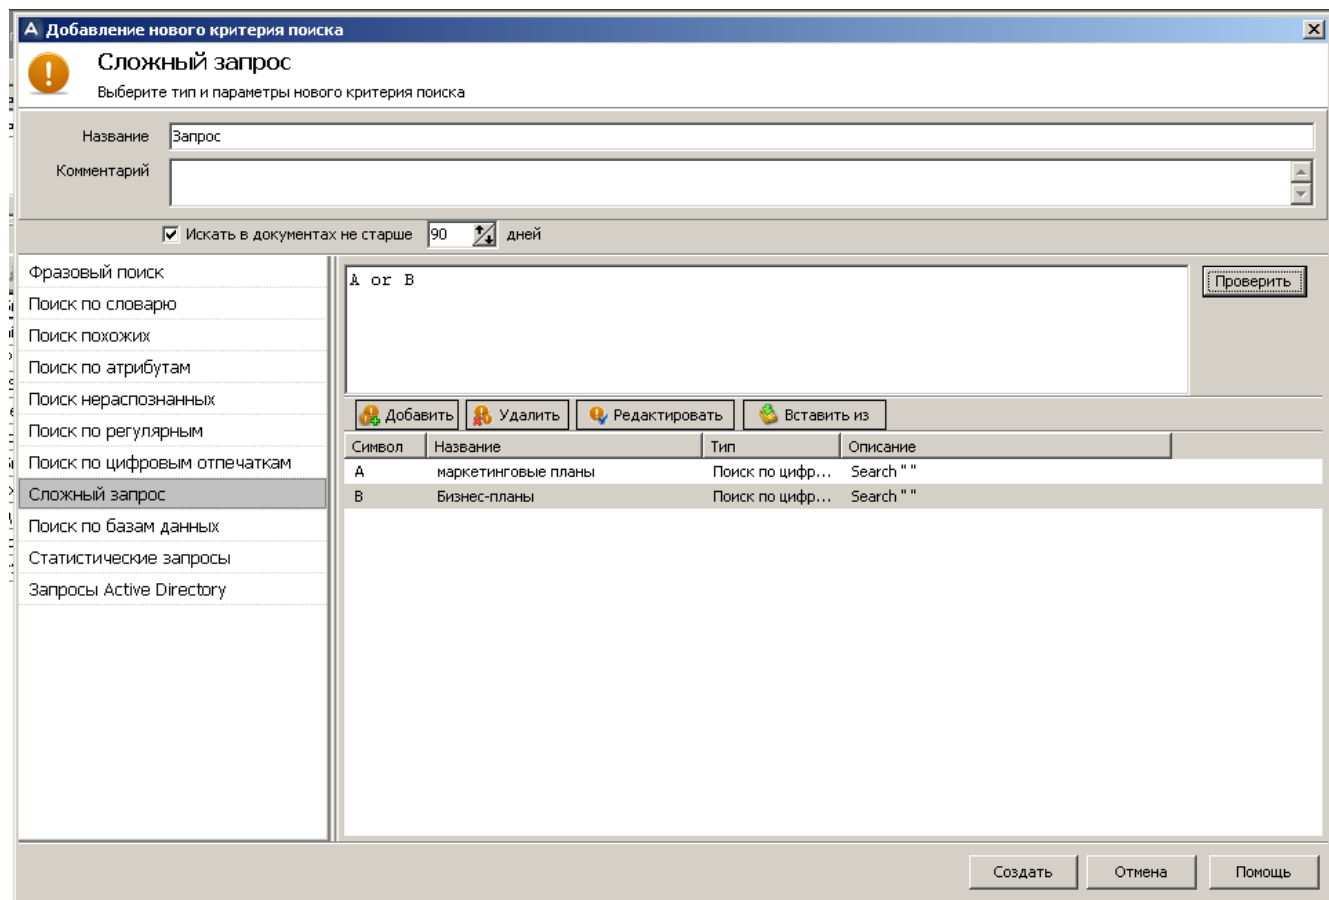 Добавление нового критерия поиска
Сложный запрос
Выберите тип и параметры нового критерия поиска
Название Запрос
Комментарий
Искать в документах не старше 90 дней
Фразовый поиск
Поиск по словарю
Поиск похожих
Поиск по атрибутам
Поиск нераспознанных
Поиск по регулярным
Поиск по цифровым отпечаткам
Сложный запрос
Поиск по базам данных
Статистические запросы
Запросы Active Directory
A or B
Проверить
Добавить Удалить Редактировать Вставить из
Символ Название Тип Описание
A маркетинговые планы Поиск по цифр... Search " "
B Бизнес-планы Поиск по цифр... Search " "
Создать Отмена Помощь